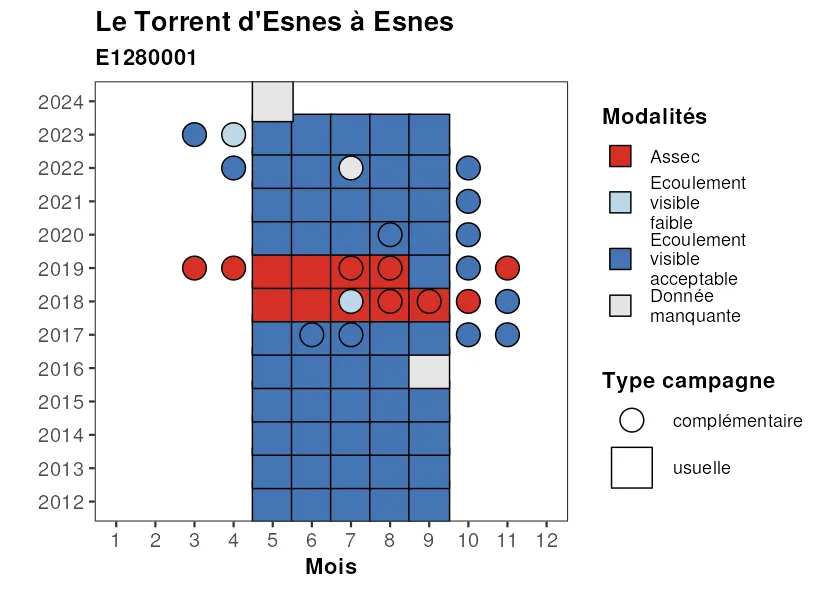 Le Torrent d'Esnes à Esnes
E1280001
2024
2023
2022
2021
2020
2019
2018
2017
2016
2015
2014
2013
2012
1 2 3 4 5 6 7 8 9 10 11 12
Mois
Modalités
Assec
Ecoulement
visible
faible
Ecoulement
visible
acceptable
Donnée
manquante
Type campagne
complémentaire
usuelle